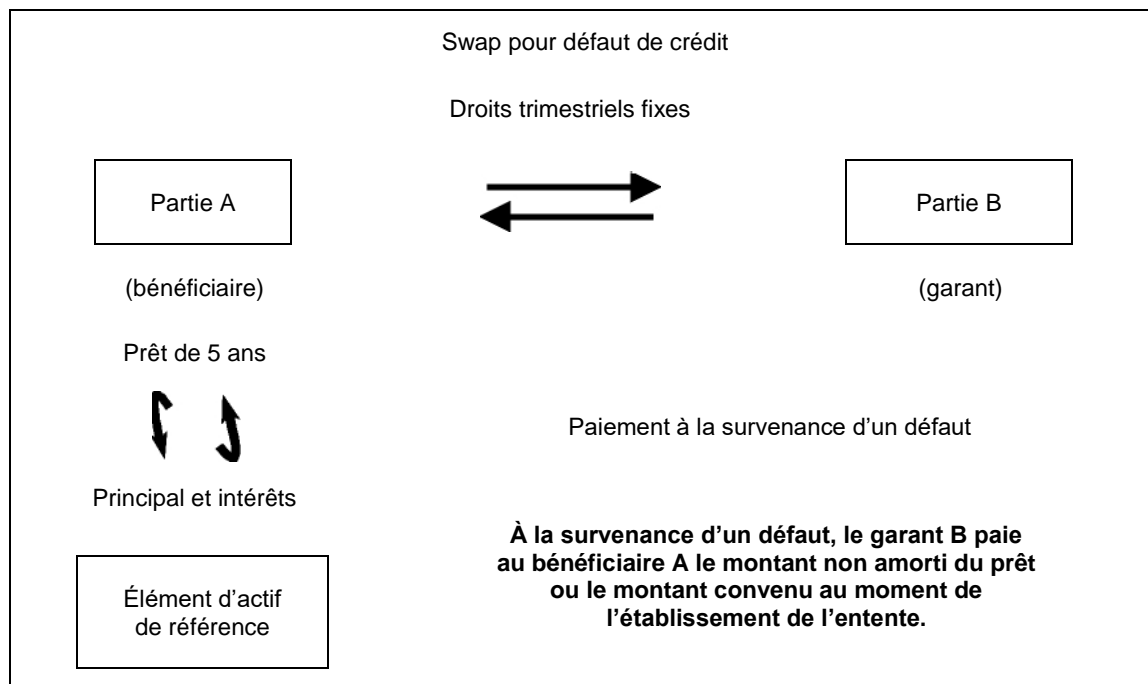 Swap pour défaut de crédit
Droits trimestriels fixes
Partie A
Partie B
(bénéficiaire)
(garant)
Prêt de 5 ans
Paiement à la survenance d’un défaut
Principal et intérêts
À la survenance d’un défaut, le garant B paie
au bénéficiaire A le montant non amorti du prêt
ou le montant convenu au moment de
l’établissement de l’entente.
Élément d’actif
de référence